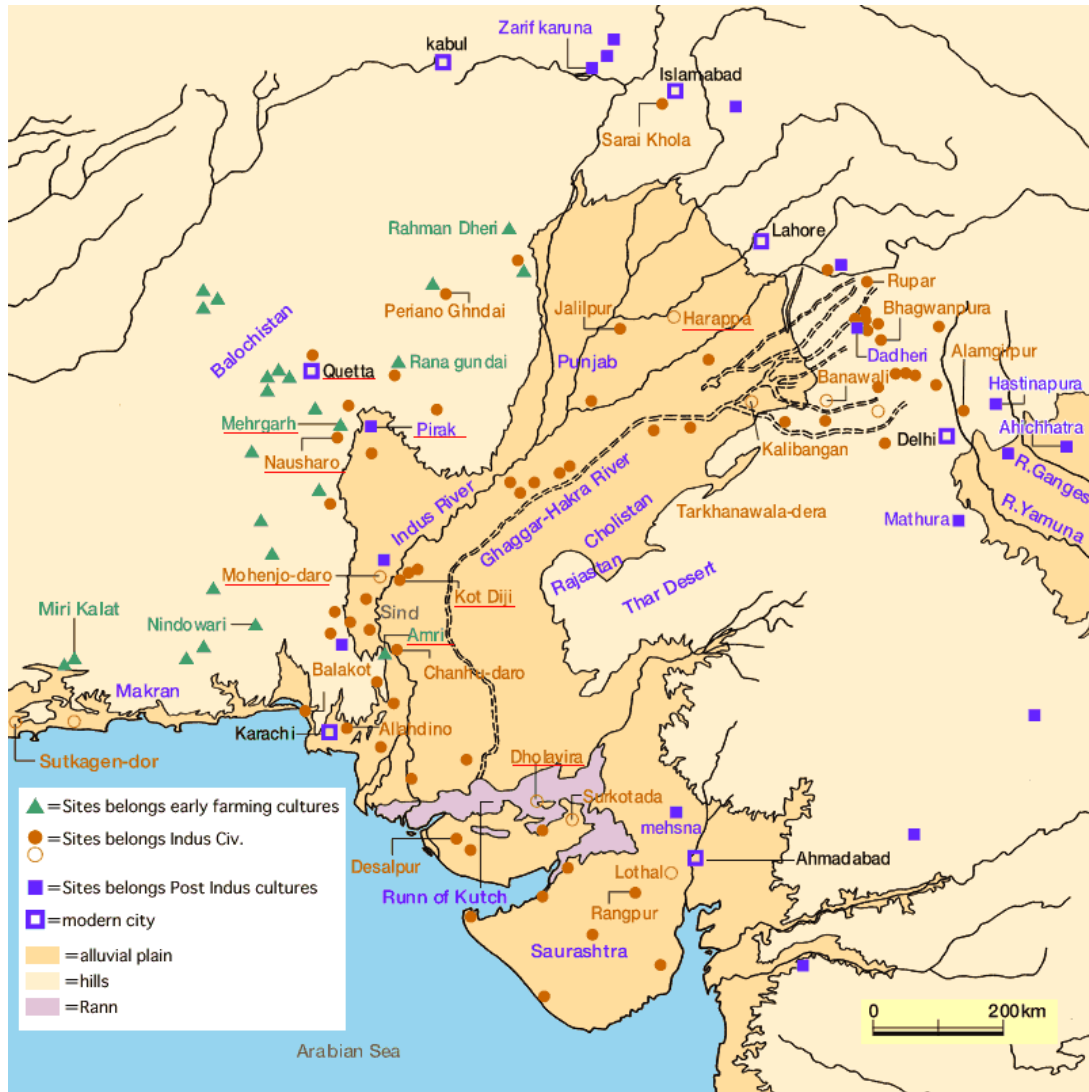 Zarif karuna
kabul
Islamabad
Sarai Khola
Rahman Dheri
Lahore
Rupar
Periano Ghndai
Jalilpur
Harappa
Bhagwanpura
Balochistan
Punjab
Dadheri
Alamgirpur
Quetta
Rana gundai
Banawali
Hastinapura
Mehrgarh
Pirak
Ahichhatra
Nausharo
Kalibangan
Delhi
R.Ganges
Indus River
Ghaggar-Hakra River
R.Yamuna
Cholistan
Tarkhanawala-dera
Mathura
Mohenjo-daro
Rajastan
Thar Desert
Kot Diji
Miri Kalat
Sind
Nindowari
Amri
Balakot
Chanhu-daro
Makran
Karachi
Allahdino
Sutkagen-dor
Dholavira
Surkotada
mehsna
=Sites belongs early farming cultures
=Sites belongs Indus Civ.
Desalpur
Ahmadabad
Lothal
=Sites belongs Post Indus cultures
Runn of Kutch
Rangpur
=modern city
Saurashtra
=alluvial plain
=hills
=Rann
0 200km
Arabian Sea